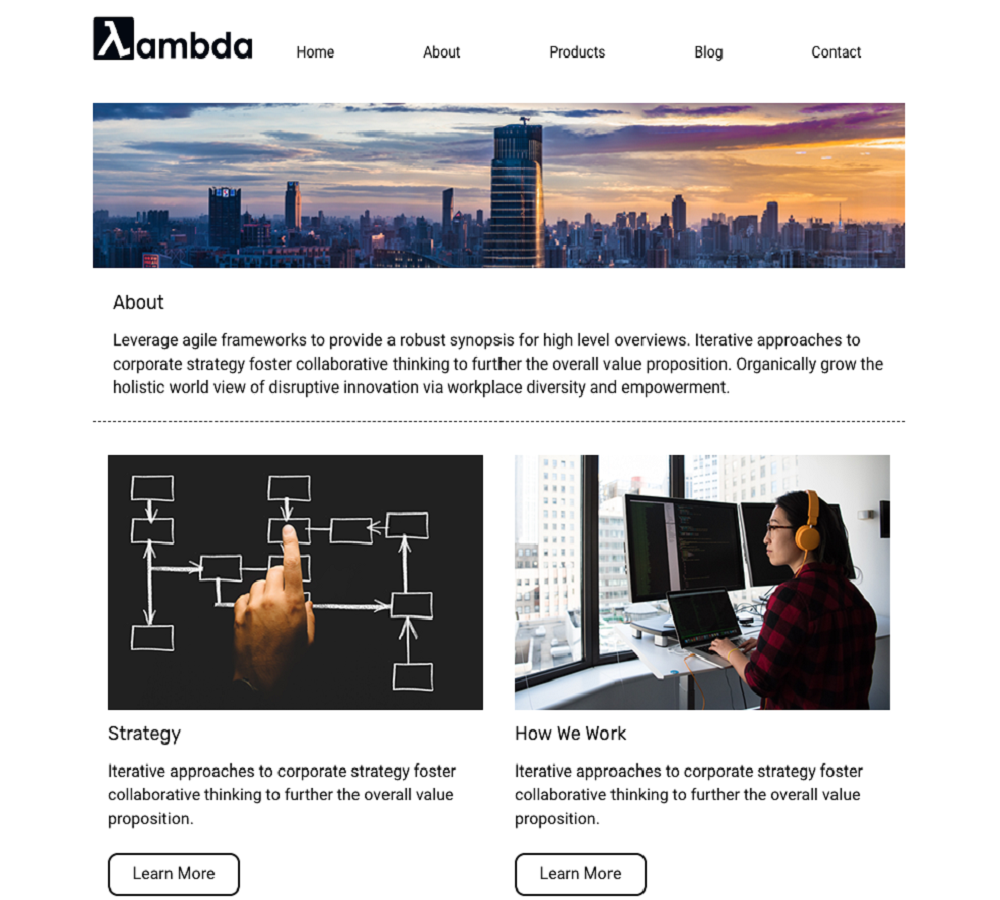 λambda
Home About Products Blog Contact
About
Leverage agile frameworks to provide a robust synopsis for high level overviews. Iterative approaches to
corporate strategy foster collaborative thinking to further the overall value proposition. Organically grow the
holistic world view of disruptive innovation via workplace diversity and empowerment.
Strategy
Iterative approaches to corporate strategy foster
collaborative thinking to further the overall value
proposition.
Learn More
How We Work
Iterative approaches to corporate strategy foster
collaborative thinking to further the overall value
proposition.
Learn More